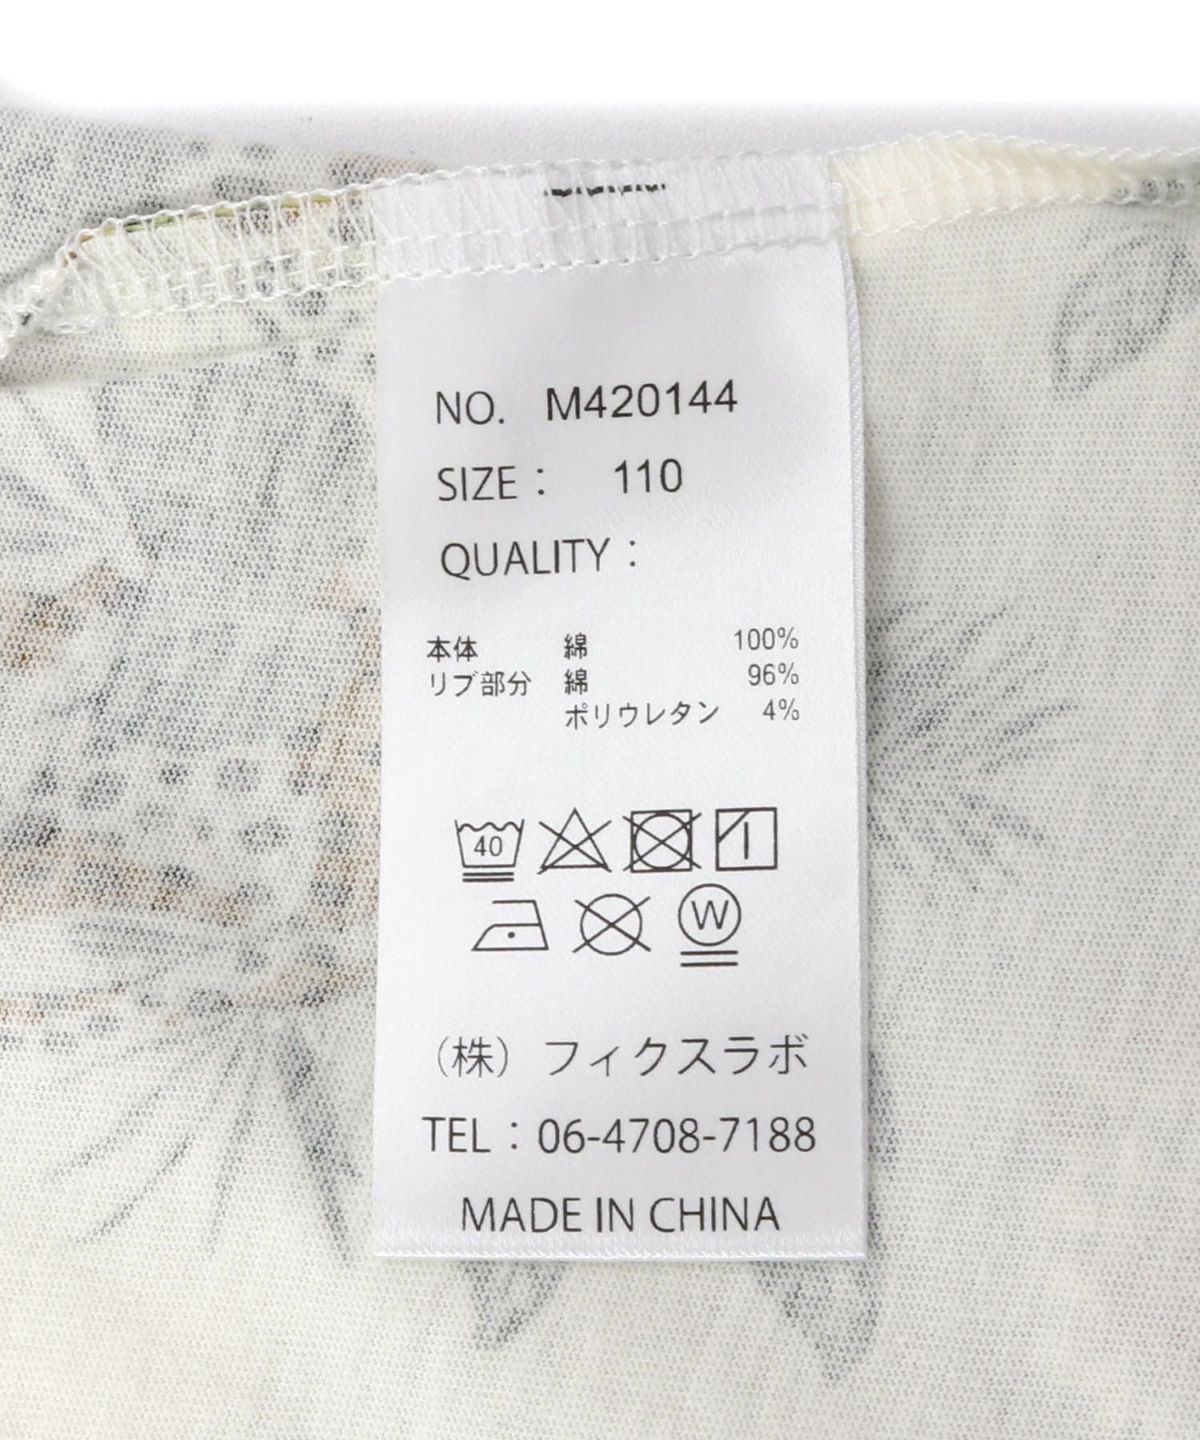 NO. M420144
SIZE： 110
QUALITY：
本体 綿 100%
リブ部分 綿 96%
ポリウレタン 4%
40
W
（株）フィクスラボ
TEL：06-4708-7188
MADE IN CHINA